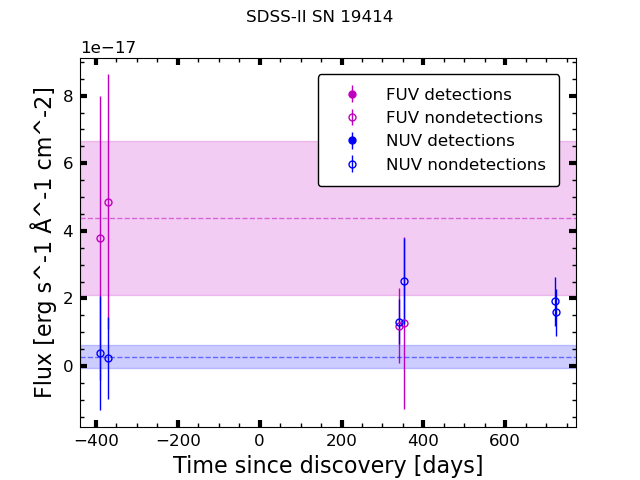 SDSS-II SN 19414
1e−17
FUV detections
FUV nondetections
NUV detections
NUV nondetections
8
6
4
2
0
Flux [erg s^-1 Å^-1 cm^-2]
−400
−200
0
200
400
600
Time since discovery [days]